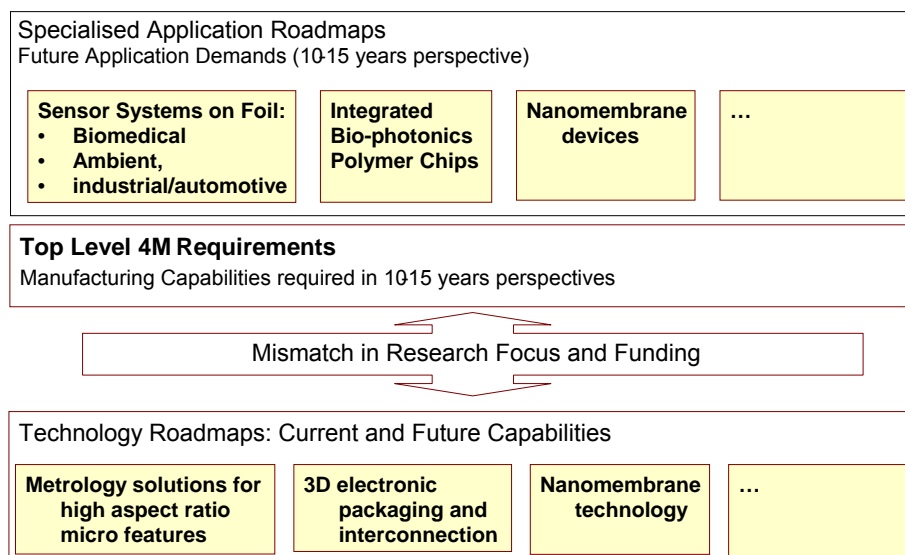 Specialised Application Roadmaps
Future Application Demands (10-15 years perspective)
Sensor Systems on Foil:
• Biomedical
• Ambient,
• industrial/automotive
Integrated
Bio-photonics
Polymer Chips
Nanomembrane
devices
…
Top Level 4M Requirements
Manufacturing Capabilities required in 10-15 years perspectives
Mismatch in Research Focus and Funding
Technology Roadmaps: Current and Future Capabilities
Metrology solutions for
high aspect ratio
micro features
3D electronic
packaging and
interconnection
Nanomembrane
technology
…